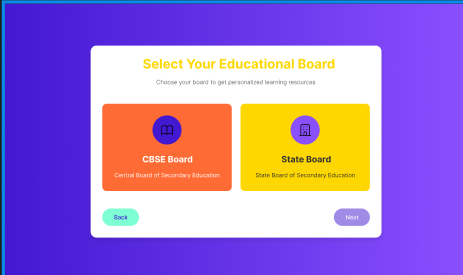 Select Your Educational Board
Choose your board to get personalized learning resources
CBSE Board
Central Board of Secondary Education
State Board
State Board of Secondary Education
Back
Next